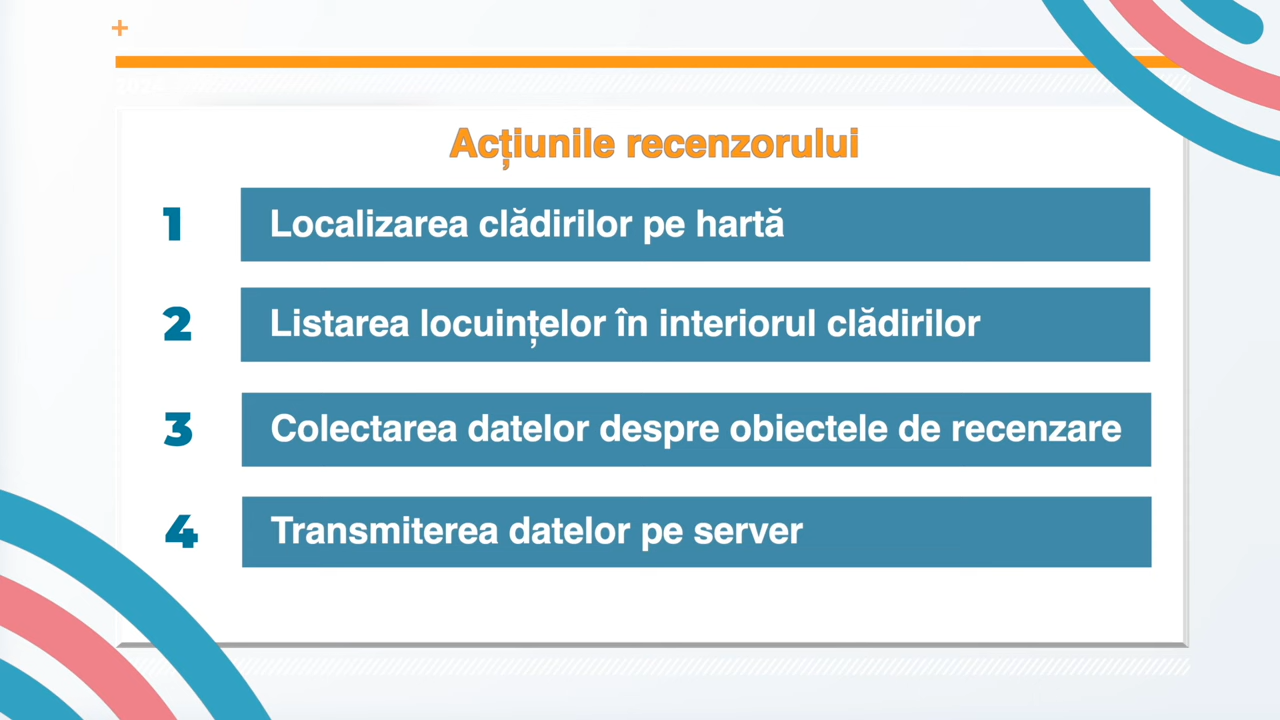 Acțiunile recenzorului
1 Localizarea clădirilor pe hartă
2 Listarea locuințelor în interiorul clădirilor
3 Colectarea datelor despre obiectele de recenzare
4 Transmiterea datelor pe server